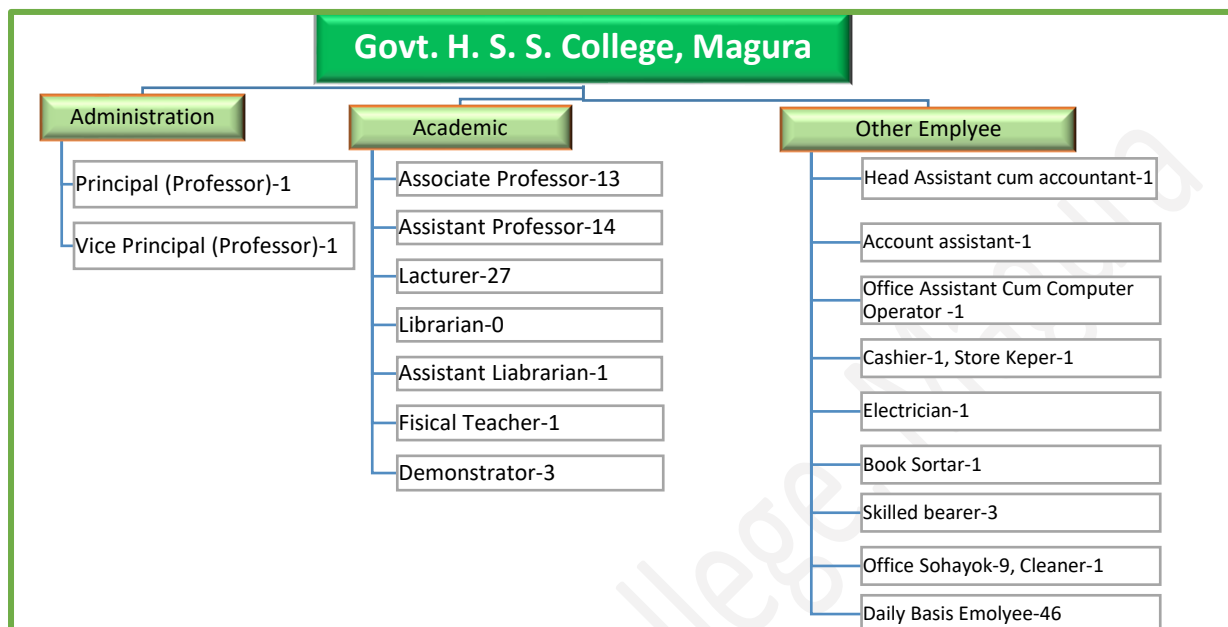 Govt. H. S. S. College, Magura
Administration
Principal (Professor)-1
Vice Principal (Professor)-1
Academic
Associate Professor-13
Assistant Professor-14
Lacturer-27
Librarian-0
Assistant Liabrarian-1
Fisical Teacher-1
Demonstrator-3
Other Emplyee
Head Assistant cum accountant-1
Account assistant-1
Office Assistant Cum Computer
Operator -1
Cashier-1, Store Keper-1
Electrician-1
Book Sortar-1
Skilled bearer-3
Office Sohayok-9, Cleaner-1
Daily Basis Emolyee-46
llege, Magura